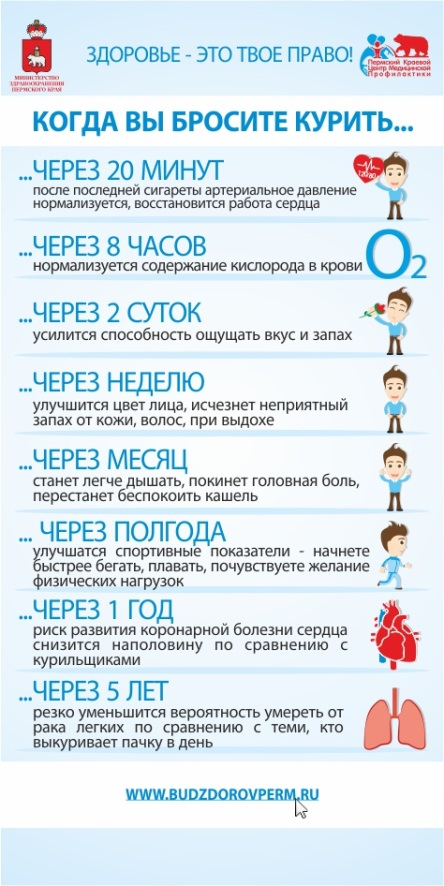 МИНИСТЕРСТВО
ЗДРАВООХРАНЕНИЯ
ПЕРМСКОГО КРАЯ
ЗДОРОВЬЕ - ЭТО ТВОЕ ПРАВО!
Пермский Краевой
Центр Медицинской
Профилактики
КОГДА ВЫ БРОСИТЕ КУРИТЬ...
...ЧЕРЕЗ 20 МИНУТ
после последней сигареты артериальное давление
нормализуется, восстановится работа сердца
120/80
...ЧЕРЕЗ 8 ЧАСОВ
нормализуется содержание кислорода в крови
O2
...ЧЕРЕЗ 2 СУТОК
усилится способность ощущать вкус и запах
...ЧЕРЕЗ НЕДЕЛЮ
улучшится цвет лица, исчезнет неприятный
запах от кожи, волос, при выдохе
...ЧЕРЕЗ МЕСЯЦ
станет легче дышать, покинет головная боль,
перестанет беспокоить кашель
... ЧЕРЕЗ ПОЛГОДА
улучшатся спортивные показатели - начнете
быстрее бегать, плавать, почувствуете желание
физических нагрузок
...ЧЕРЕЗ 1 ГОД
риск развития коронарной болезни сердца
снизится наполовину по сравнению с
курильщиками
...ЧЕРЕЗ 5 ЛЕТ
резко уменьшится вероятность умереть от
рака легких по сравнению с теми, кто
выкуривает пачку в день
WWW.BUDZDOROVPERM.RU